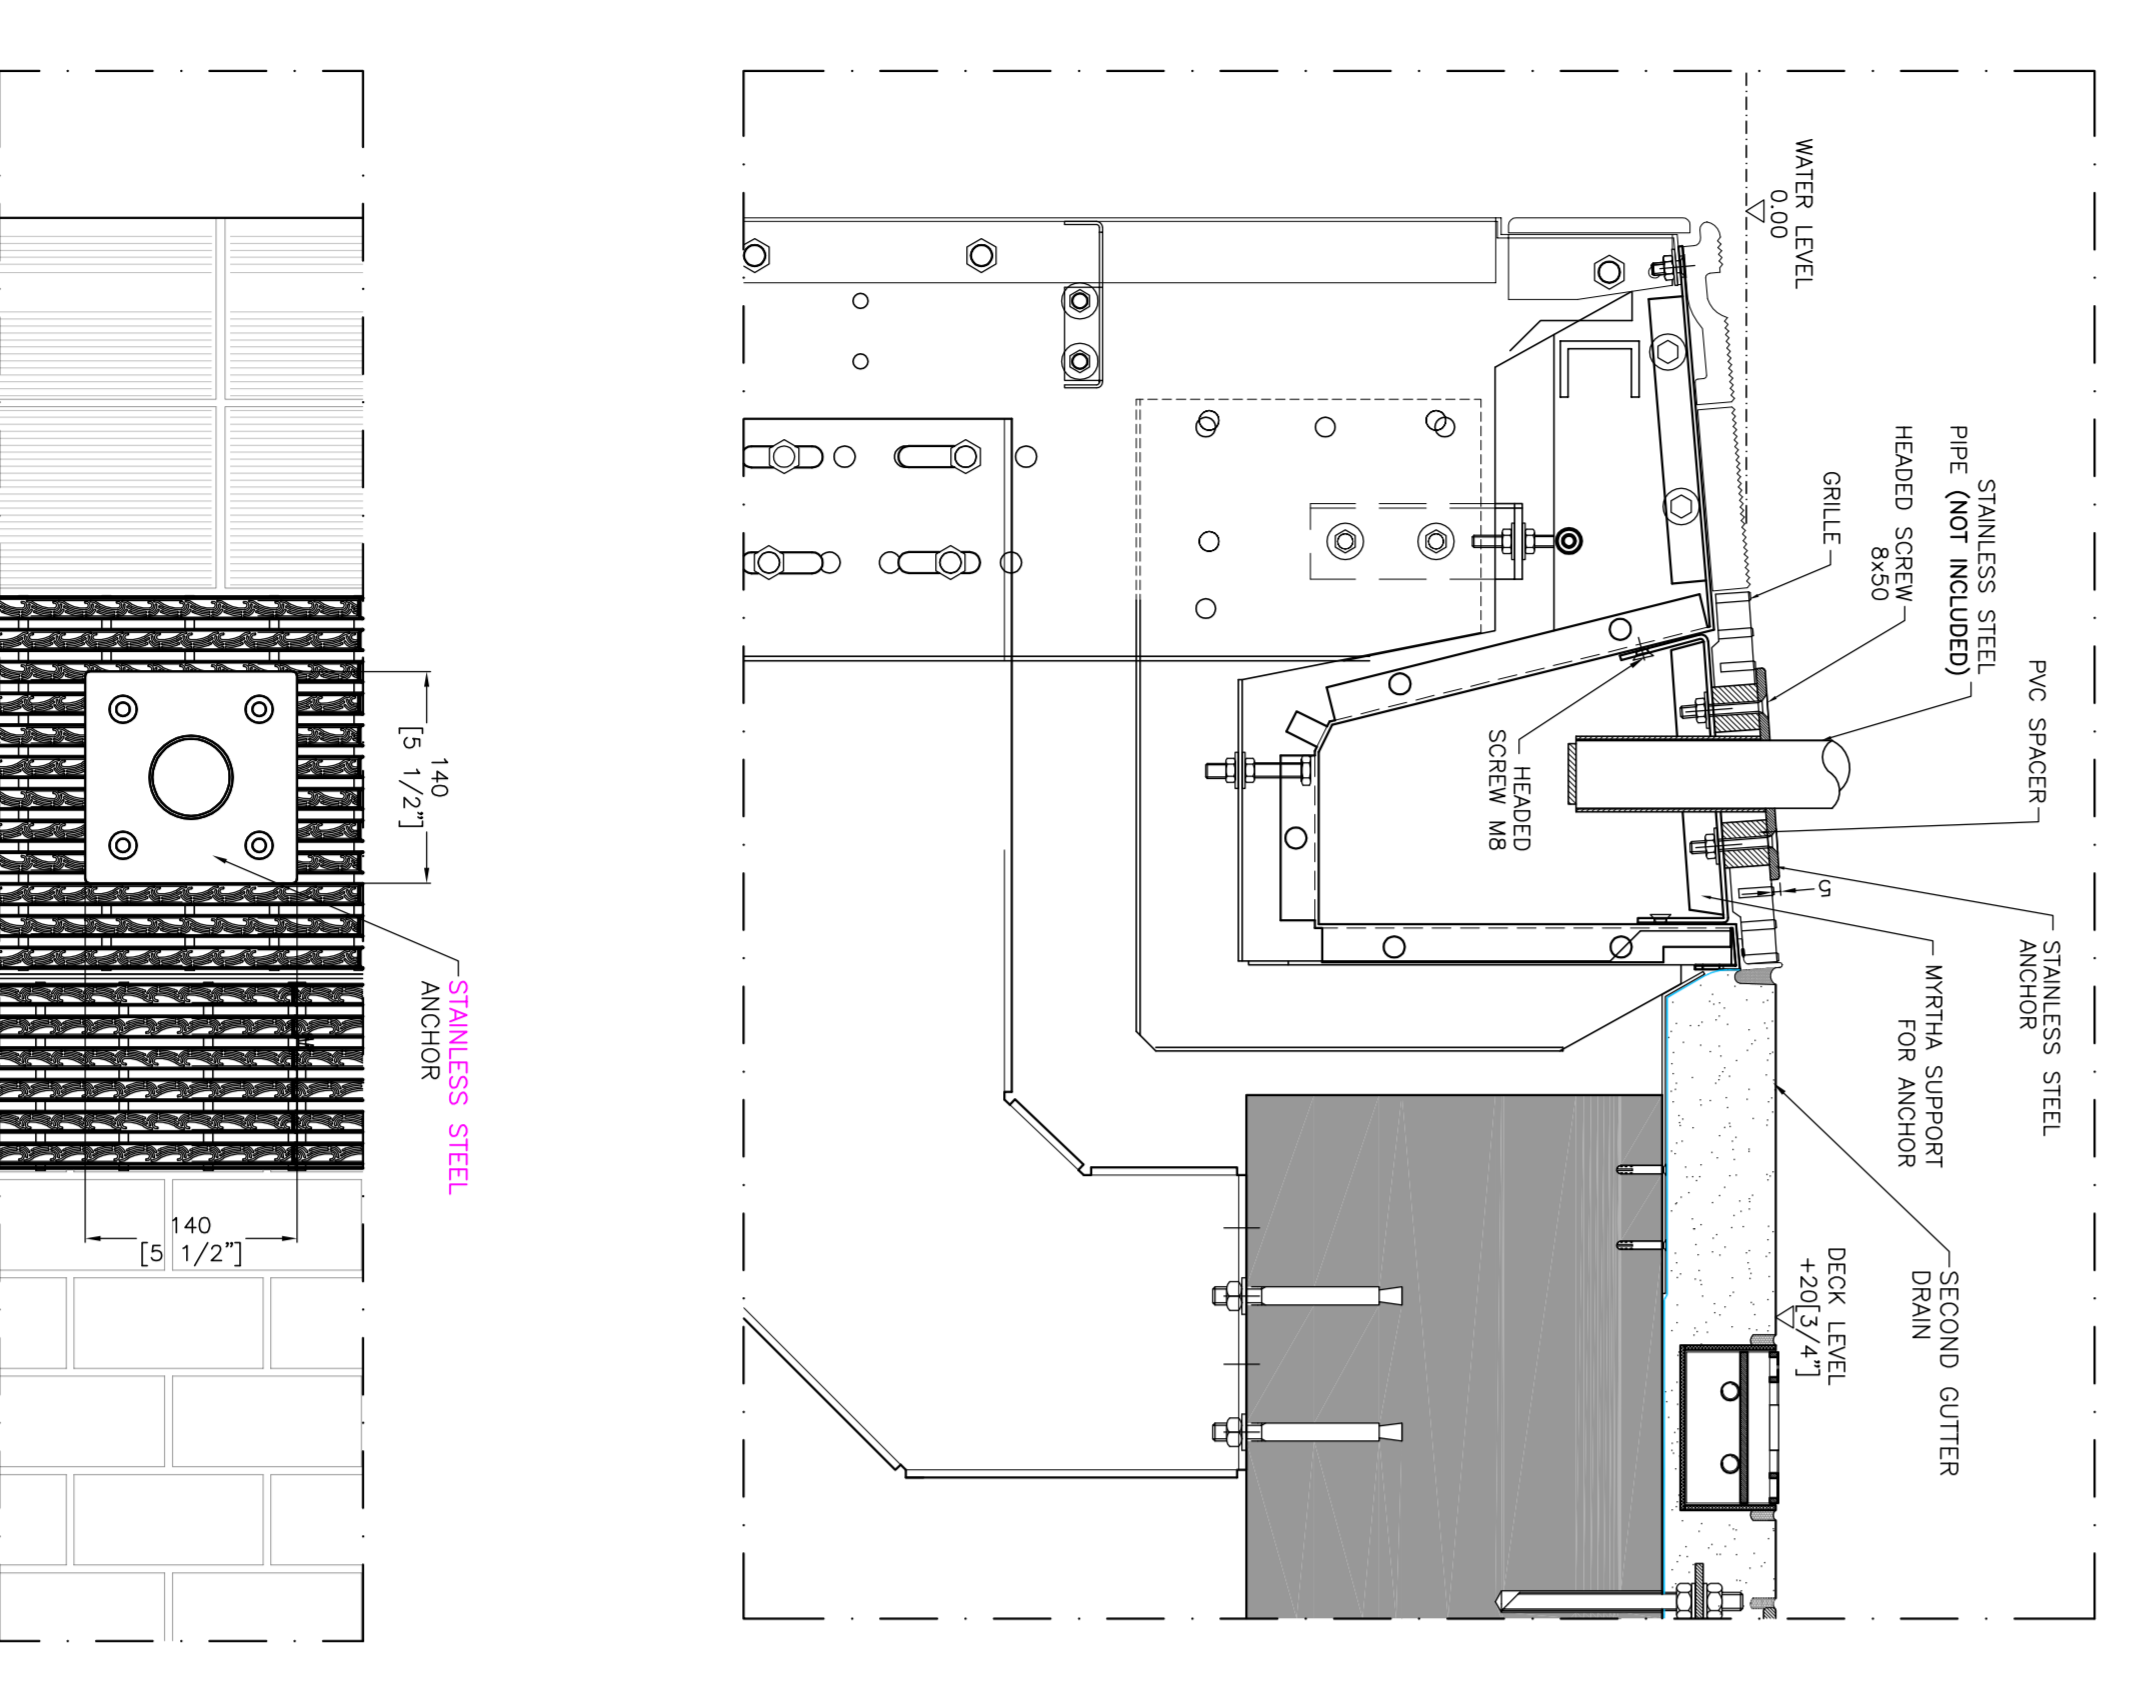 WATER LEVEL
0.00
GRILLE
HEADED SCREW
8x50
STAINLESS STEEL
PIPE (NOT INCLUDED)
PVC SPACER
HEADED
SCREW M8
5
STAINLESS STEEL
ANCHOR
MYRTHA SUPPORT
FOR ANCHOR
SECOND GUTTER
DRAIN
DECK LEVEL
+20[3/4"]
140
[5 1/2"]
STAINLESS STEEL
ANCHOR
140
[5 1/2"]